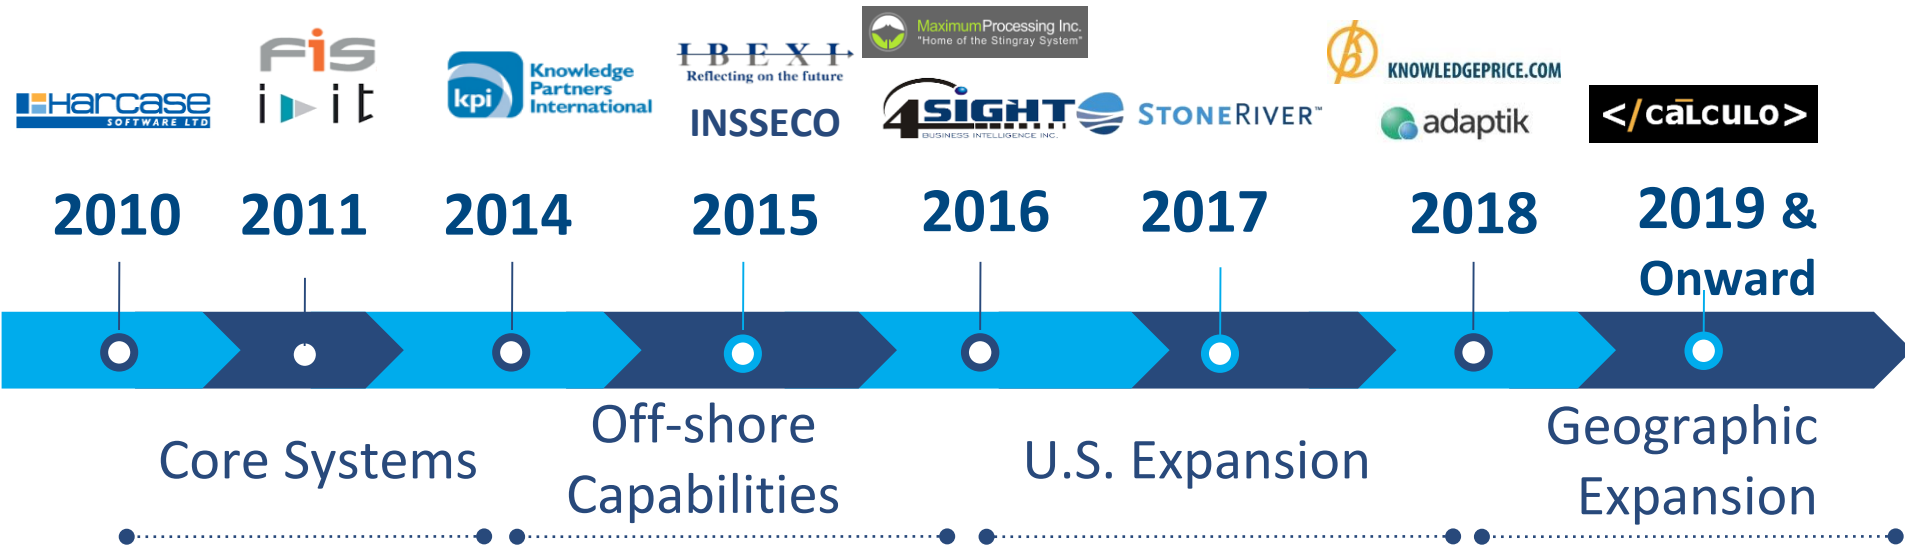 Harcase
SOFTWARE LTD
FIS
kpi
Knowledge
Partners
International
IBEXI
Reflecting on the future
INSSECO
MaximumProcessing Inc.
"Home of the Stingray System"
4SIGHT
BUSINESS INTELLIGENCE INC.
STONERIVER™
KNOWLEDGEPRICE.COM
adaptik
</CALCULO>
2010
2011
2014
2015
2016
2017
2018
2019 &
Onward
Core Systems
Off-shore
Capabilities
U.S. Expansion
Geographic
Expansion